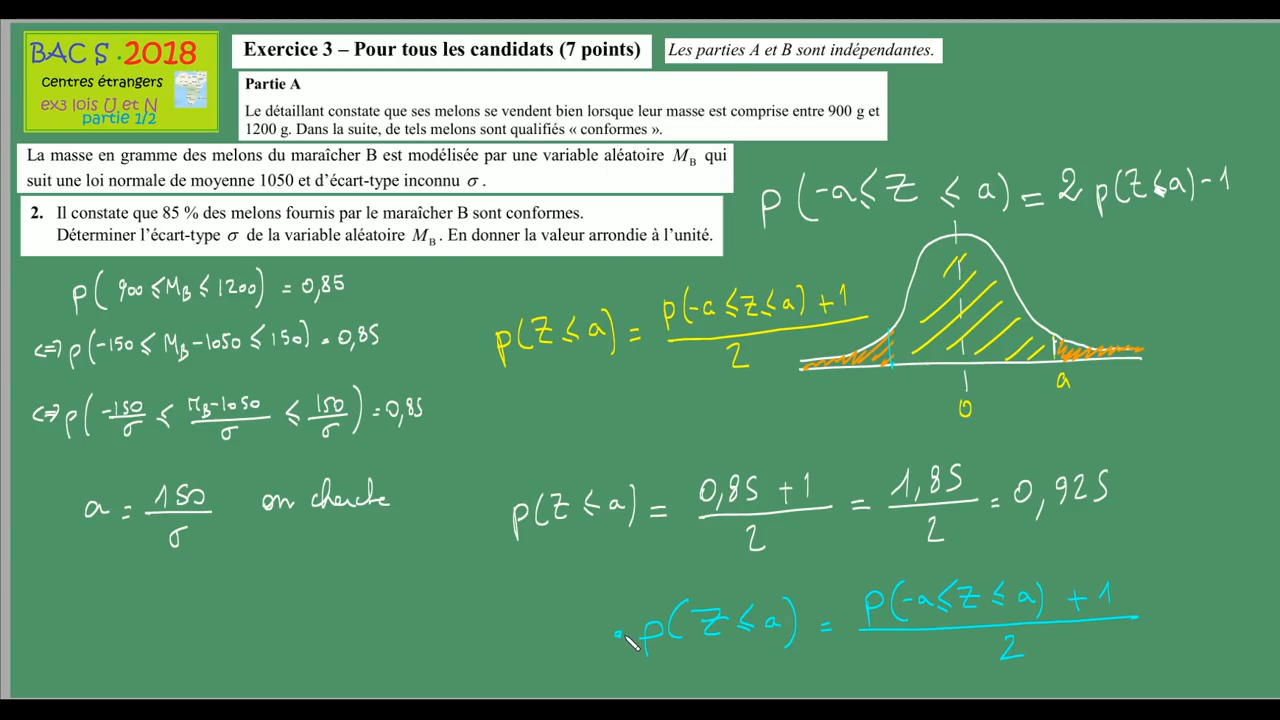 BAC S . 2018
Centres étrangers
ex3 lois U et N
partie 1/2
Exercice 3 – Pour tous les candidats (7 points)
Les parties A et B sont indépendantes.
Partie A
Le détaillant constate que ses melons se vendent bien lorsque leur masse est comprise entre 900 g et
1200 g. Dans la suite, de tels melons sont qualifiés « conformes ».
La masse en gramme des melons du maraîcher B est modélisée par une variable aléatoire M_B qui
suit une loi normale de moyenne 1050 et d'écart-type inconnu σ .
2. Il constate que 85 % des melons fournis par le maraîcher B sont conformes.
Déterminer l'écart-type σ de la variable aléatoire M_B . En donner la valeur arrondie à l'unité.
p(-a ≤ Z ≤ a) = 2 p(Z ≤ a) - 1
p( 900 ≤ M_B ≤ 1200) = 0,85
⇔ p(-150 ≤ M_B - 1050 ≤ 150) = 0,85
⇔ p( -150/σ ≤ (M_B - 1050)/σ ≤ 150/σ ) = 0,85
a = 150/σ on cherche
p(Z ≤ a) = (p(-a ≤ Z ≤ a) + 1)/2
0
a
p(Z ≤ a) = (0,85 + 1)/2 = 1,85/2 = 0,925
p(Z ≤ a) = (p(-a ≤ Z ≤ a) + 1)/2